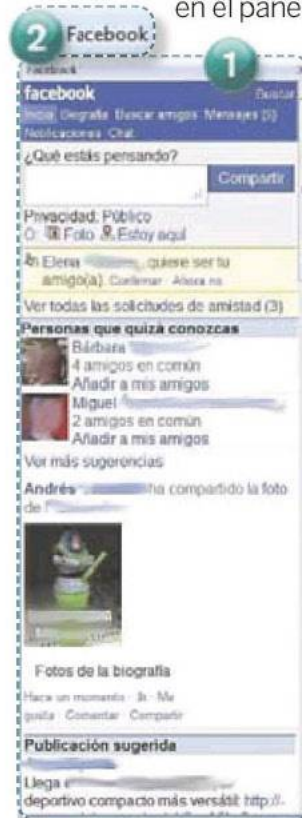 en el pane
2 Facebook
1
Facebook
facebook Buscar
Inicio Biografía Buscar amigos Mensajes (5)
Notificaciones Chat
¿Qué estás pensando?
Compartir
Privacidad: Público
O: Foto Estoy aquí
Elena quiere ser tu
amigo(a). Confirmar · Ahora no
Ver todas las solicitudes de amistad (3)
Personas que quizá conozcas
Bárbara
4 amigos en común
Añadir a mis amigos
Miguel
2 amigos en común
Añadir a mis amigos
Ver más sugerencias
Andrés ha compartido la foto
de
Fotos de la biografía
Hace un momento · · Me
gusta · Comentar · Compartir
Publicación sugerida
Llega
deportivo compacto más versátil: http://-